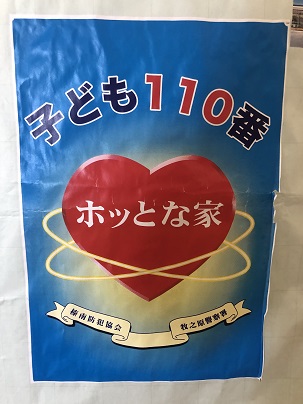 子ども110番
ホッとな家
榛南防犯協会
牧之原警察署